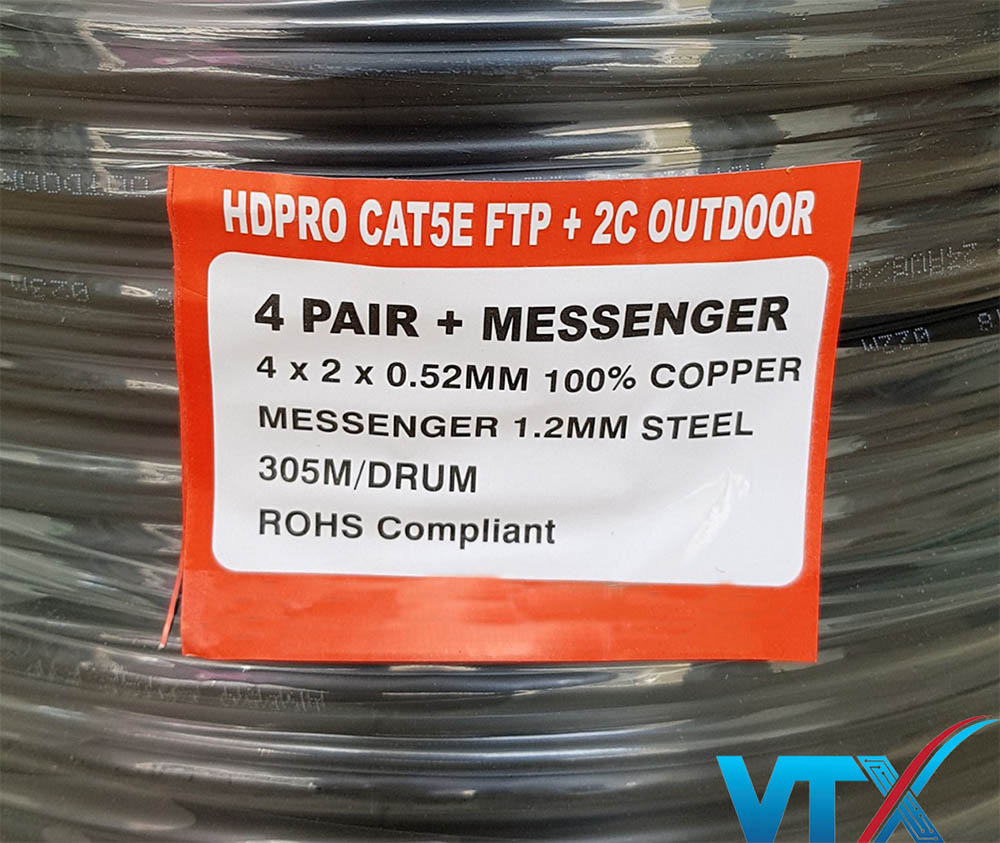 HDPRO CAT5E FTP + 2C OUTDOOR
4 PAIR + MESSENGER
4 x 2 x 0.52MM 100% COPPER
MESSENGER 1.2MM STEEL
305M/DRUM
ROHS Compliant
VTX